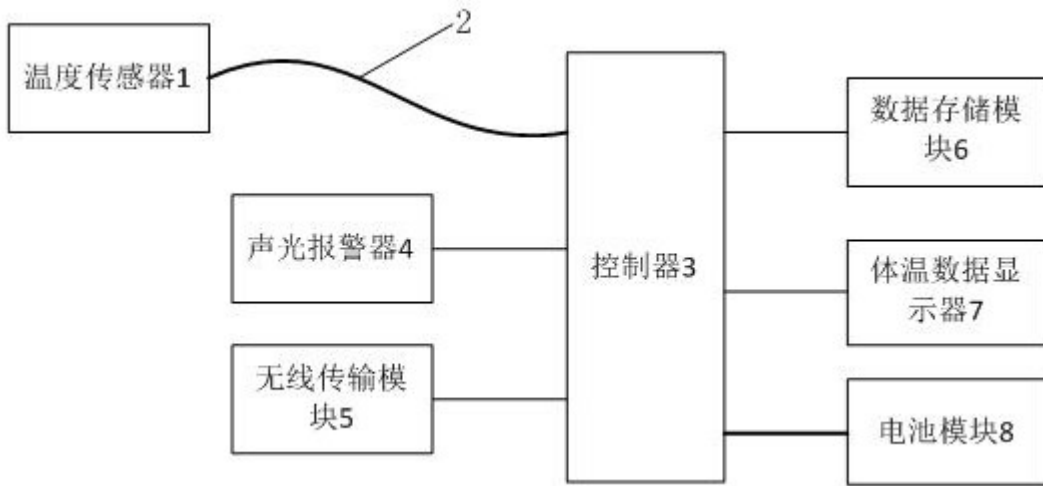 2
温度传感器1
数据存储模
块6
声光报警器4
控制器3
体温数据显
示器7
无线传输模
块5
电池模块8